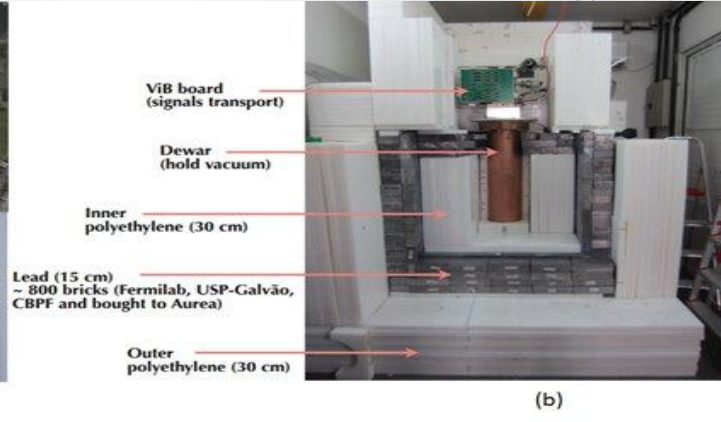 ViB board
(signals transport)
Dewar
(hold vacuum)
Inner
polyethylene (30 cm)
Lead (15 cm)
~ 800 bricks (Fermilab, USP-Galvão,
CBPF and bought to Aurea)
Outer
polyethylene (30 cm)
(b)